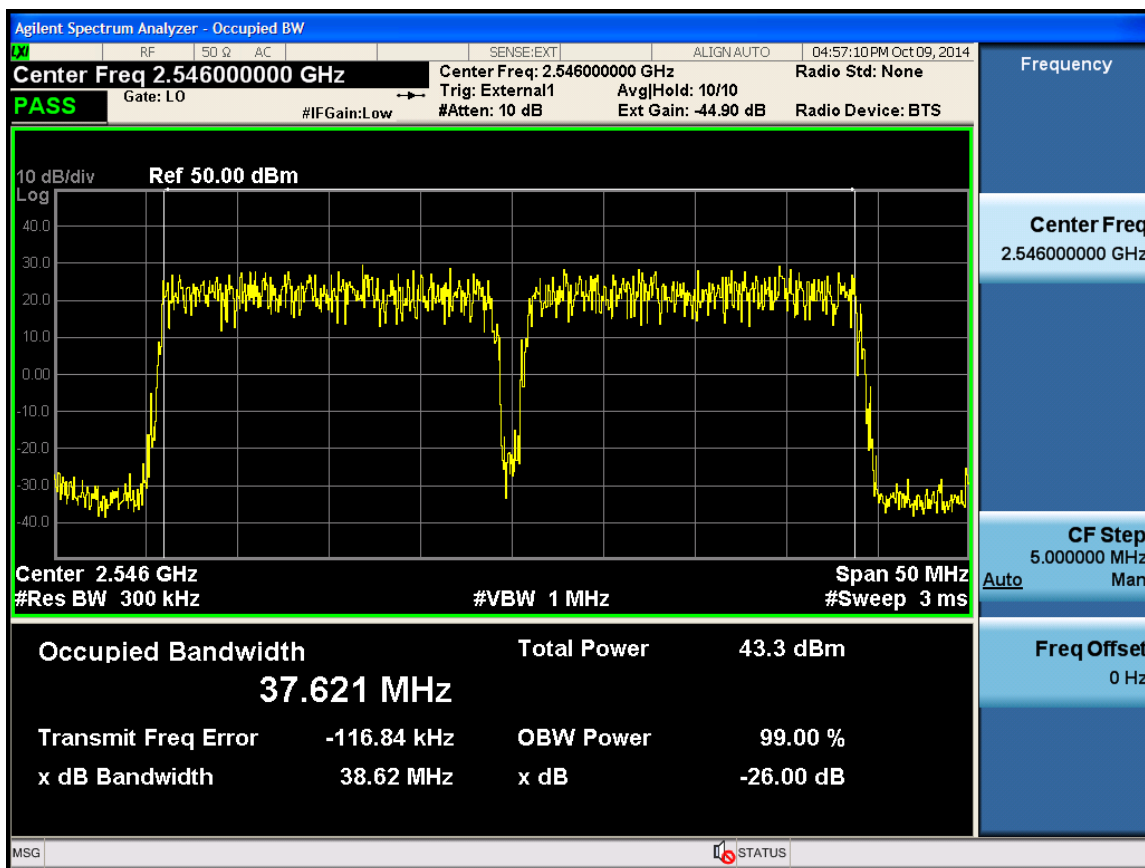 Agilent Spectrum Analyzer - Occupied BW
LXI RF 50 Ω AC SENSE:EXT ALIGN AUTO 04:57:10 PM Oct 09, 2014
Center Freq 2.546000000 GHz
PASS
Gate: LO
#IFGain:Low
Center Freq: 2.546000000 GHz
Trig: External1 Avg|Hold: 10/10
#Atten: 10 dB Ext Gain: -44.90 dB
Radio Std: None
Radio Device: BTS
10 dB/div Ref 50.00 dBm
Log
40.0
30.0
20.0
10.0
0.00
-10.0
-20.0
-30.0
-40.0
Center 2.546 GHz Span 50 MHz
#Res BW 300 kHz #VBW 1 MHz #Sweep 3 ms
Occupied Bandwidth Total Power 43.3 dBm
37.621 MHz
Transmit Freq Error -116.84 kHz OBW Power 99.00 %
x dB Bandwidth 38.62 MHz x dB -26.00 dB
MSG STATUS
Frequency
Center Freq
2.546000000 GHz
CF Step
5.000000 MHz
Auto Man
Freq Offset
0 Hz